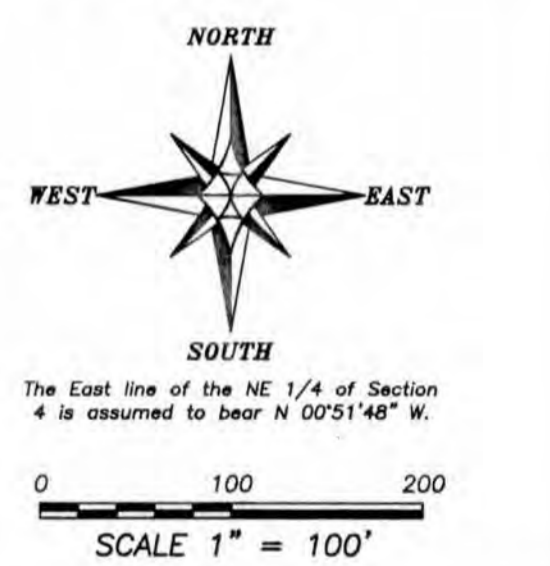 NORTH
WEST EAST
SOUTH
The East line of the NE 1/4 of Section
4 is assumed to bear N 00°51'48" W.
0 100 200
SCALE 1" = 100'